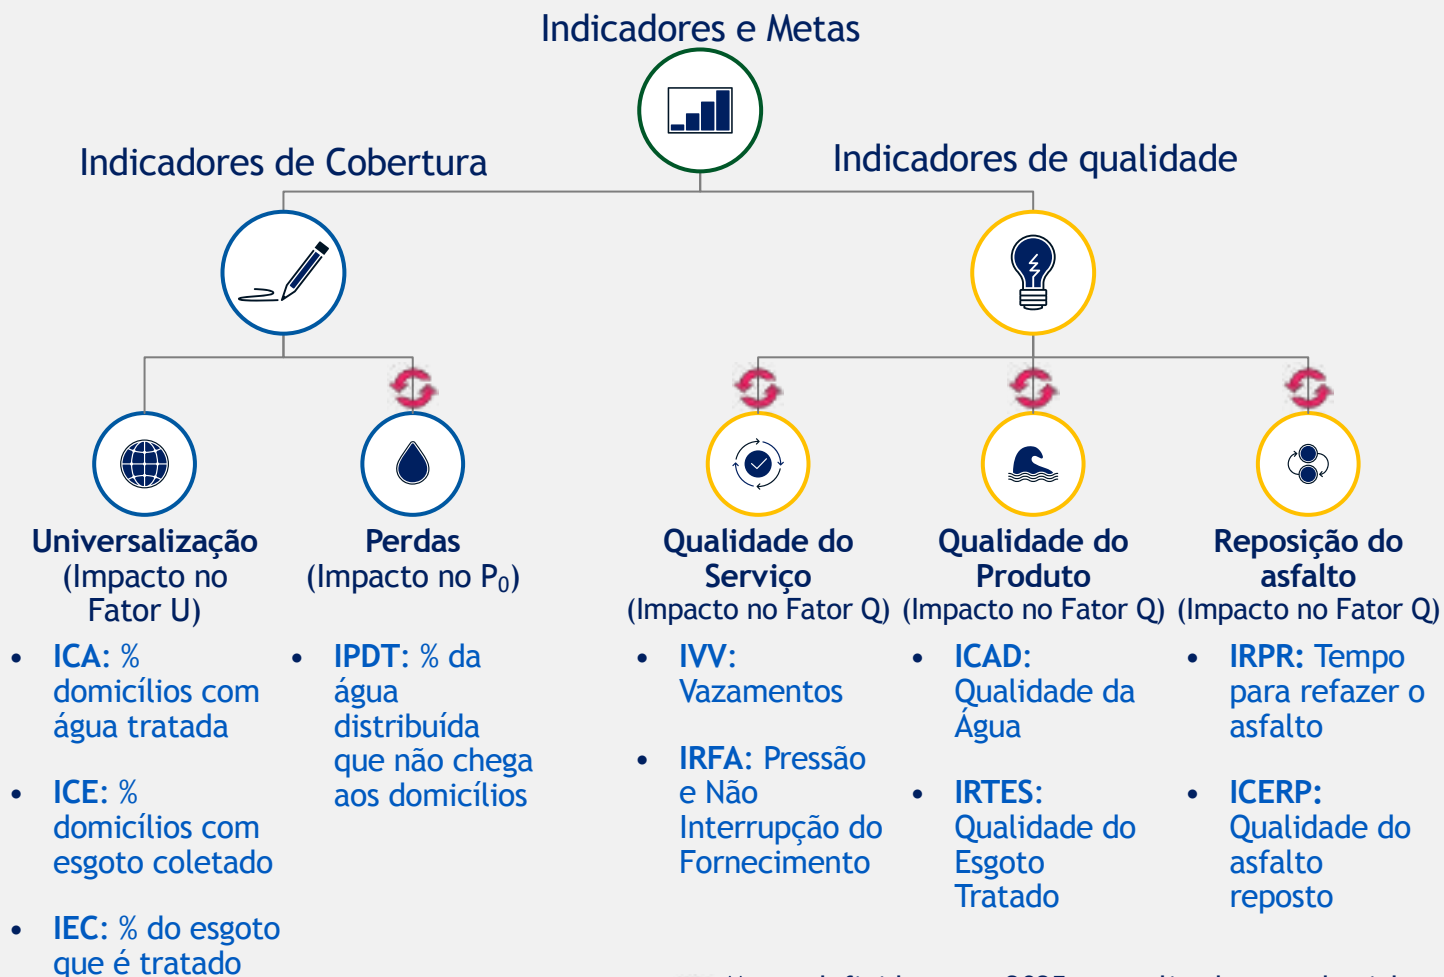 Indicadores e Metas
Indicadores de Cobertura
Indicadores de qualidade
Universalização
(Impacto no
Fator U)
• ICA: %
domicílios com
água tratada
• ICE: %
domicílios com
esgoto coletado
• IEC: % do esgoto
que é tratado
Perdas
(Impacto no P₀)
• IPDT: % da
água
distribuída
que não chega
aos domicílios
Qualidade do
Serviço
(Impacto no Fator Q)
• IVV:
Vazamentos
• IRFA: Pressão
e Não
Interrupção do
Fornecimento
Qualidade do
Produto
(Impacto no Fator Q)
• ICAD:
Qualidade da
Água
• IRTES:
Qualidade do
Esgoto
Tratado
Reposição do
asfalto
(Impacto no Fator Q)
• IRPR: Tempo
para refazer o
asfalto
• ICERP:
Qualidade do
asfalto
reposto